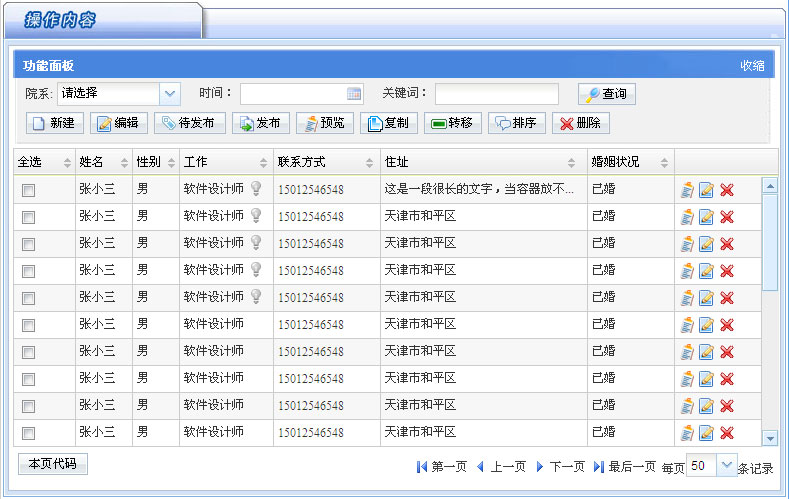 操作内容
功能面板 收缩
院系: 请选择 时间： 关键词： 查询
新建 编辑 待发布 发布 预览 复制 转移 排序 删除
全选 姓名 性别 工作 联系方式 住址 婚姻状况
张小三 男 软件设计师 15012546548 这是一段很长的文字，当容器放不... 已婚
张小三 男 软件设计师 15012546548 天津市和平区 已婚
张小三 男 软件设计师 15012546548 天津市和平区 已婚
张小三 男 软件设计师 15012546548 天津市和平区 已婚
张小三 男 软件设计师 15012546548 天津市和平区 已婚
张小三 男 软件设计师 15012546548 天津市和平区 已婚
张小三 男 软件设计师 15012546548 天津市和平区 已婚
张小三 男 软件设计师 15012546548 天津市和平区 已婚
张小三 男 软件设计师 15012546548 天津市和平区 已婚
张小三 男 软件设计师 15012546548 天津市和平区 已婚
本页代码 第一页 上一页 下一页 最后一页 每页 50 条记录